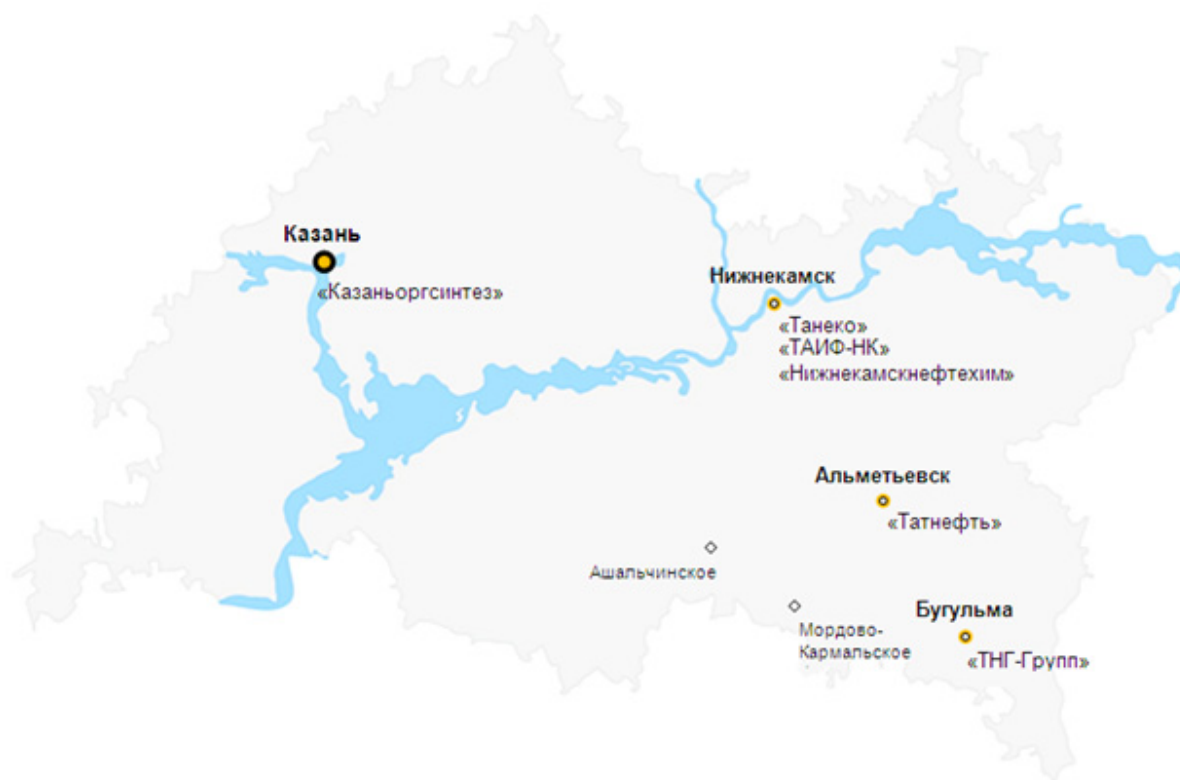 Казань
«Казаньоргсинтез»
Нижнекамск
«Танеко»
«ТАИФ-НК»
«Нижнекамскнефтехим»
Альметьевск
«Татнефть»
Ашальчинское
Мордово-
Кармальское
Бугульма
«ТНГ-Групп»